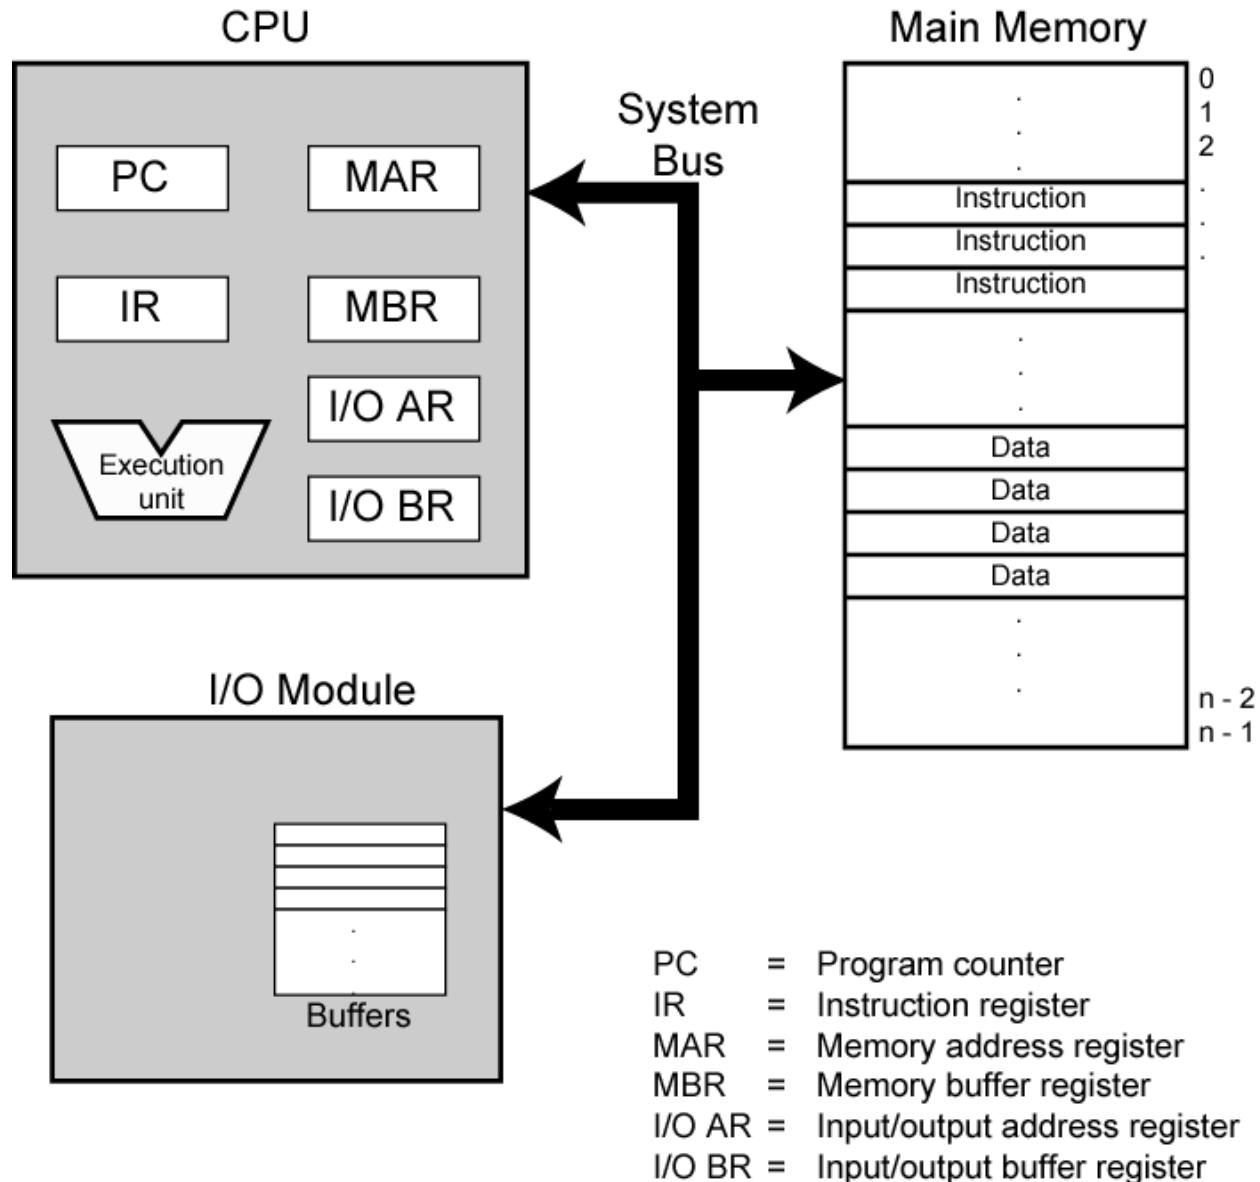 CPU
Main Memory
System
Bus
PC
MAR
IR
MBR
I/O AR
I/O BR
Execution
unit
0
1
2
.
.
.
.
.
.
Instruction
Instruction
Instruction
.
.
.
Data
Data
Data
Data
.
.
.
n - 2
n - 1
I/O Module
.
.
.
Buffers
PC = Program counter
IR = Instruction register
MAR = Memory address register
MBR = Memory buffer register
I/O AR = Input/output address register
I/O BR = Input/output buffer register